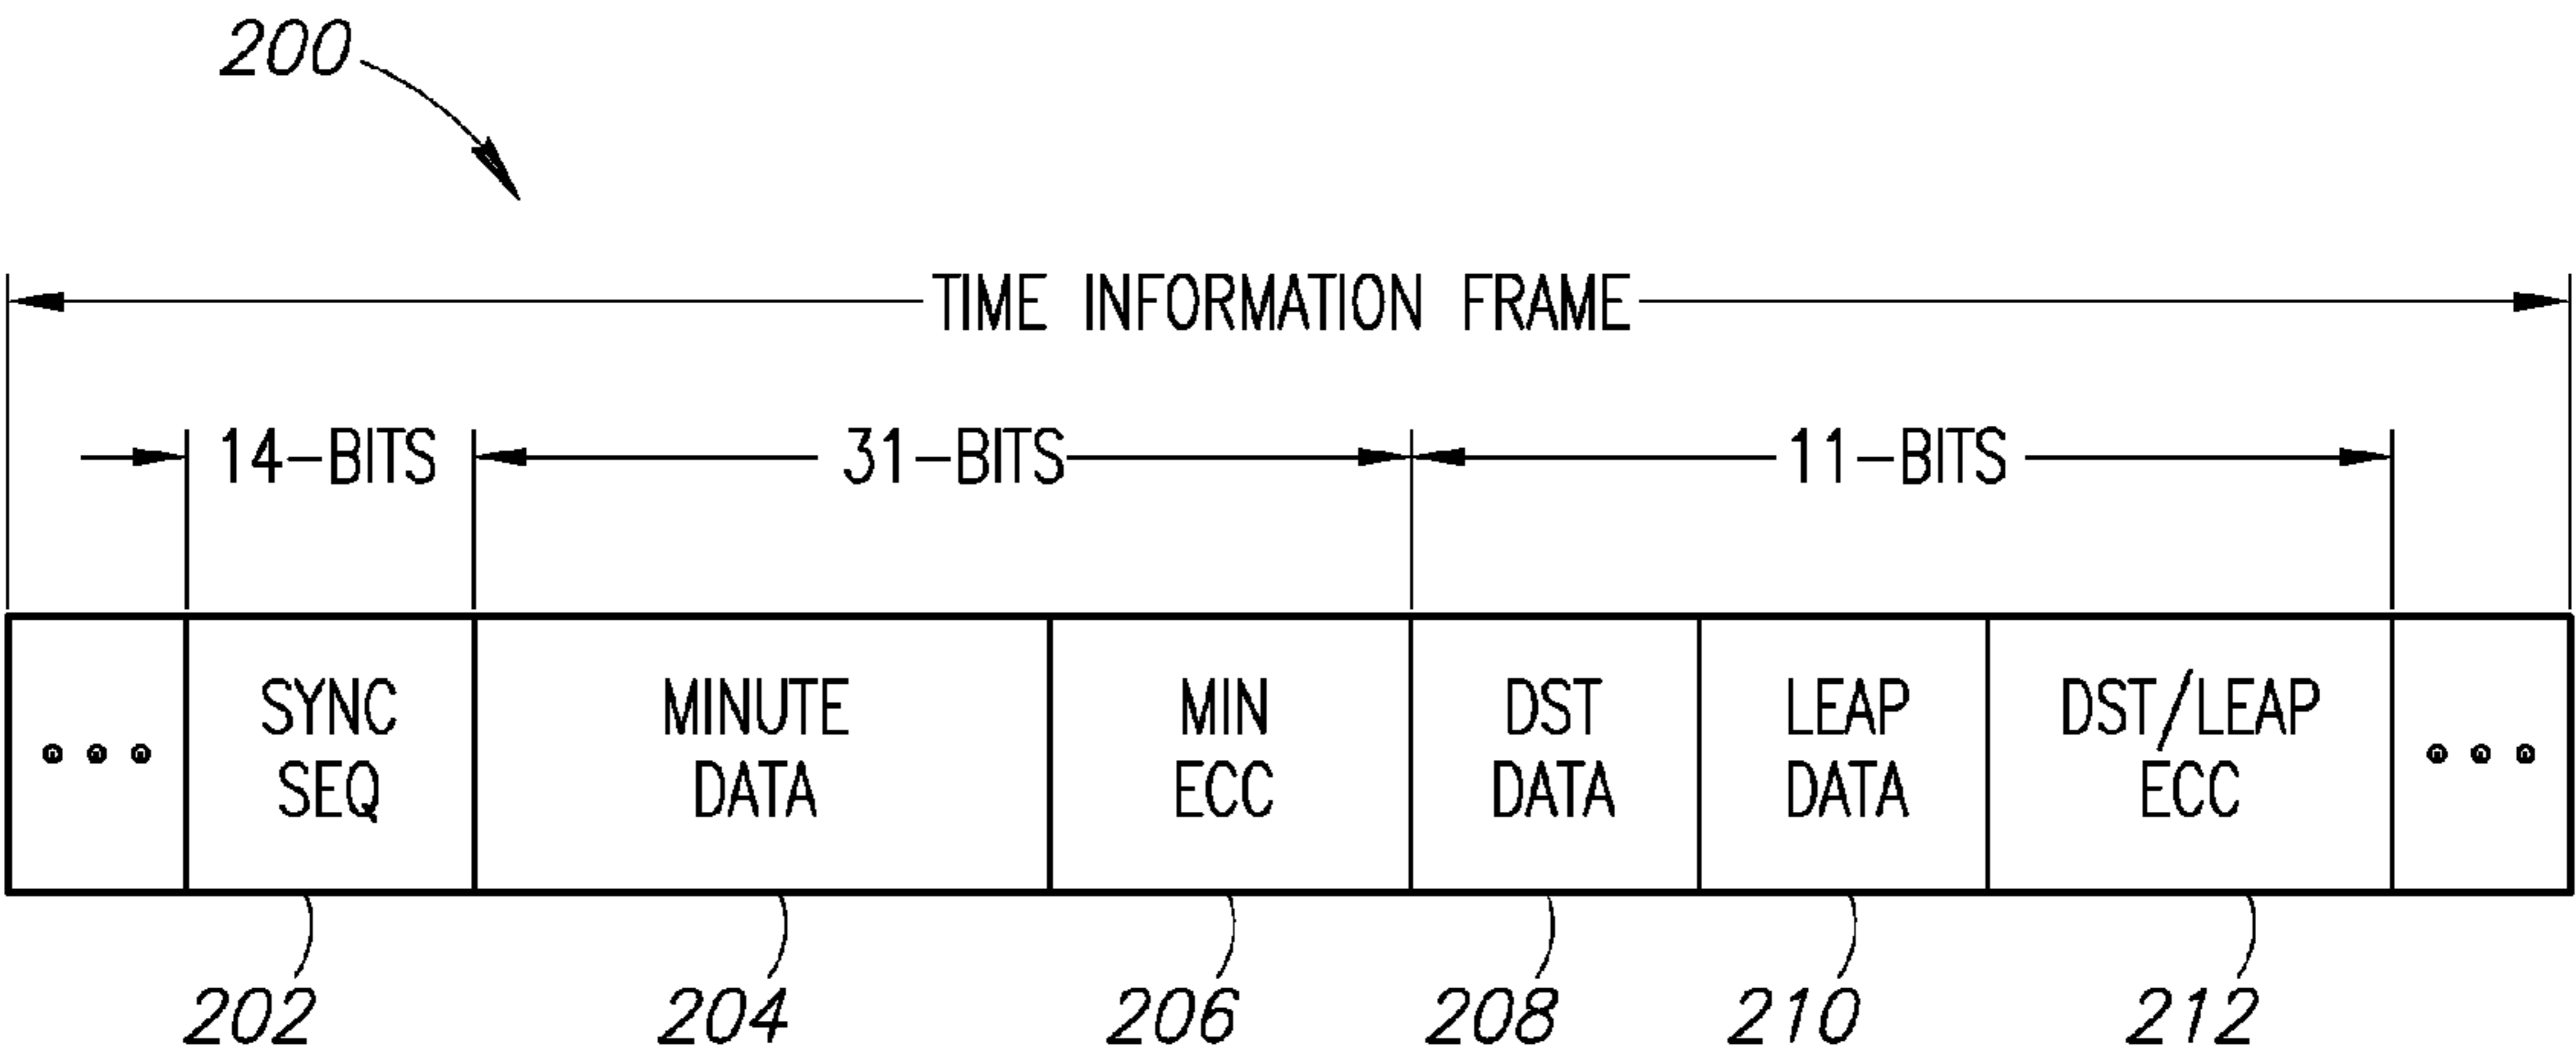 200
TIME INFORMATION FRAME
14-BITS 31-BITS 11-BITS
SYNC SEQ
MINUTE DATA
MIN ECC
DST DATA
LEAP DATA
DST/LEAP ECC
202 204 206 208 210 212